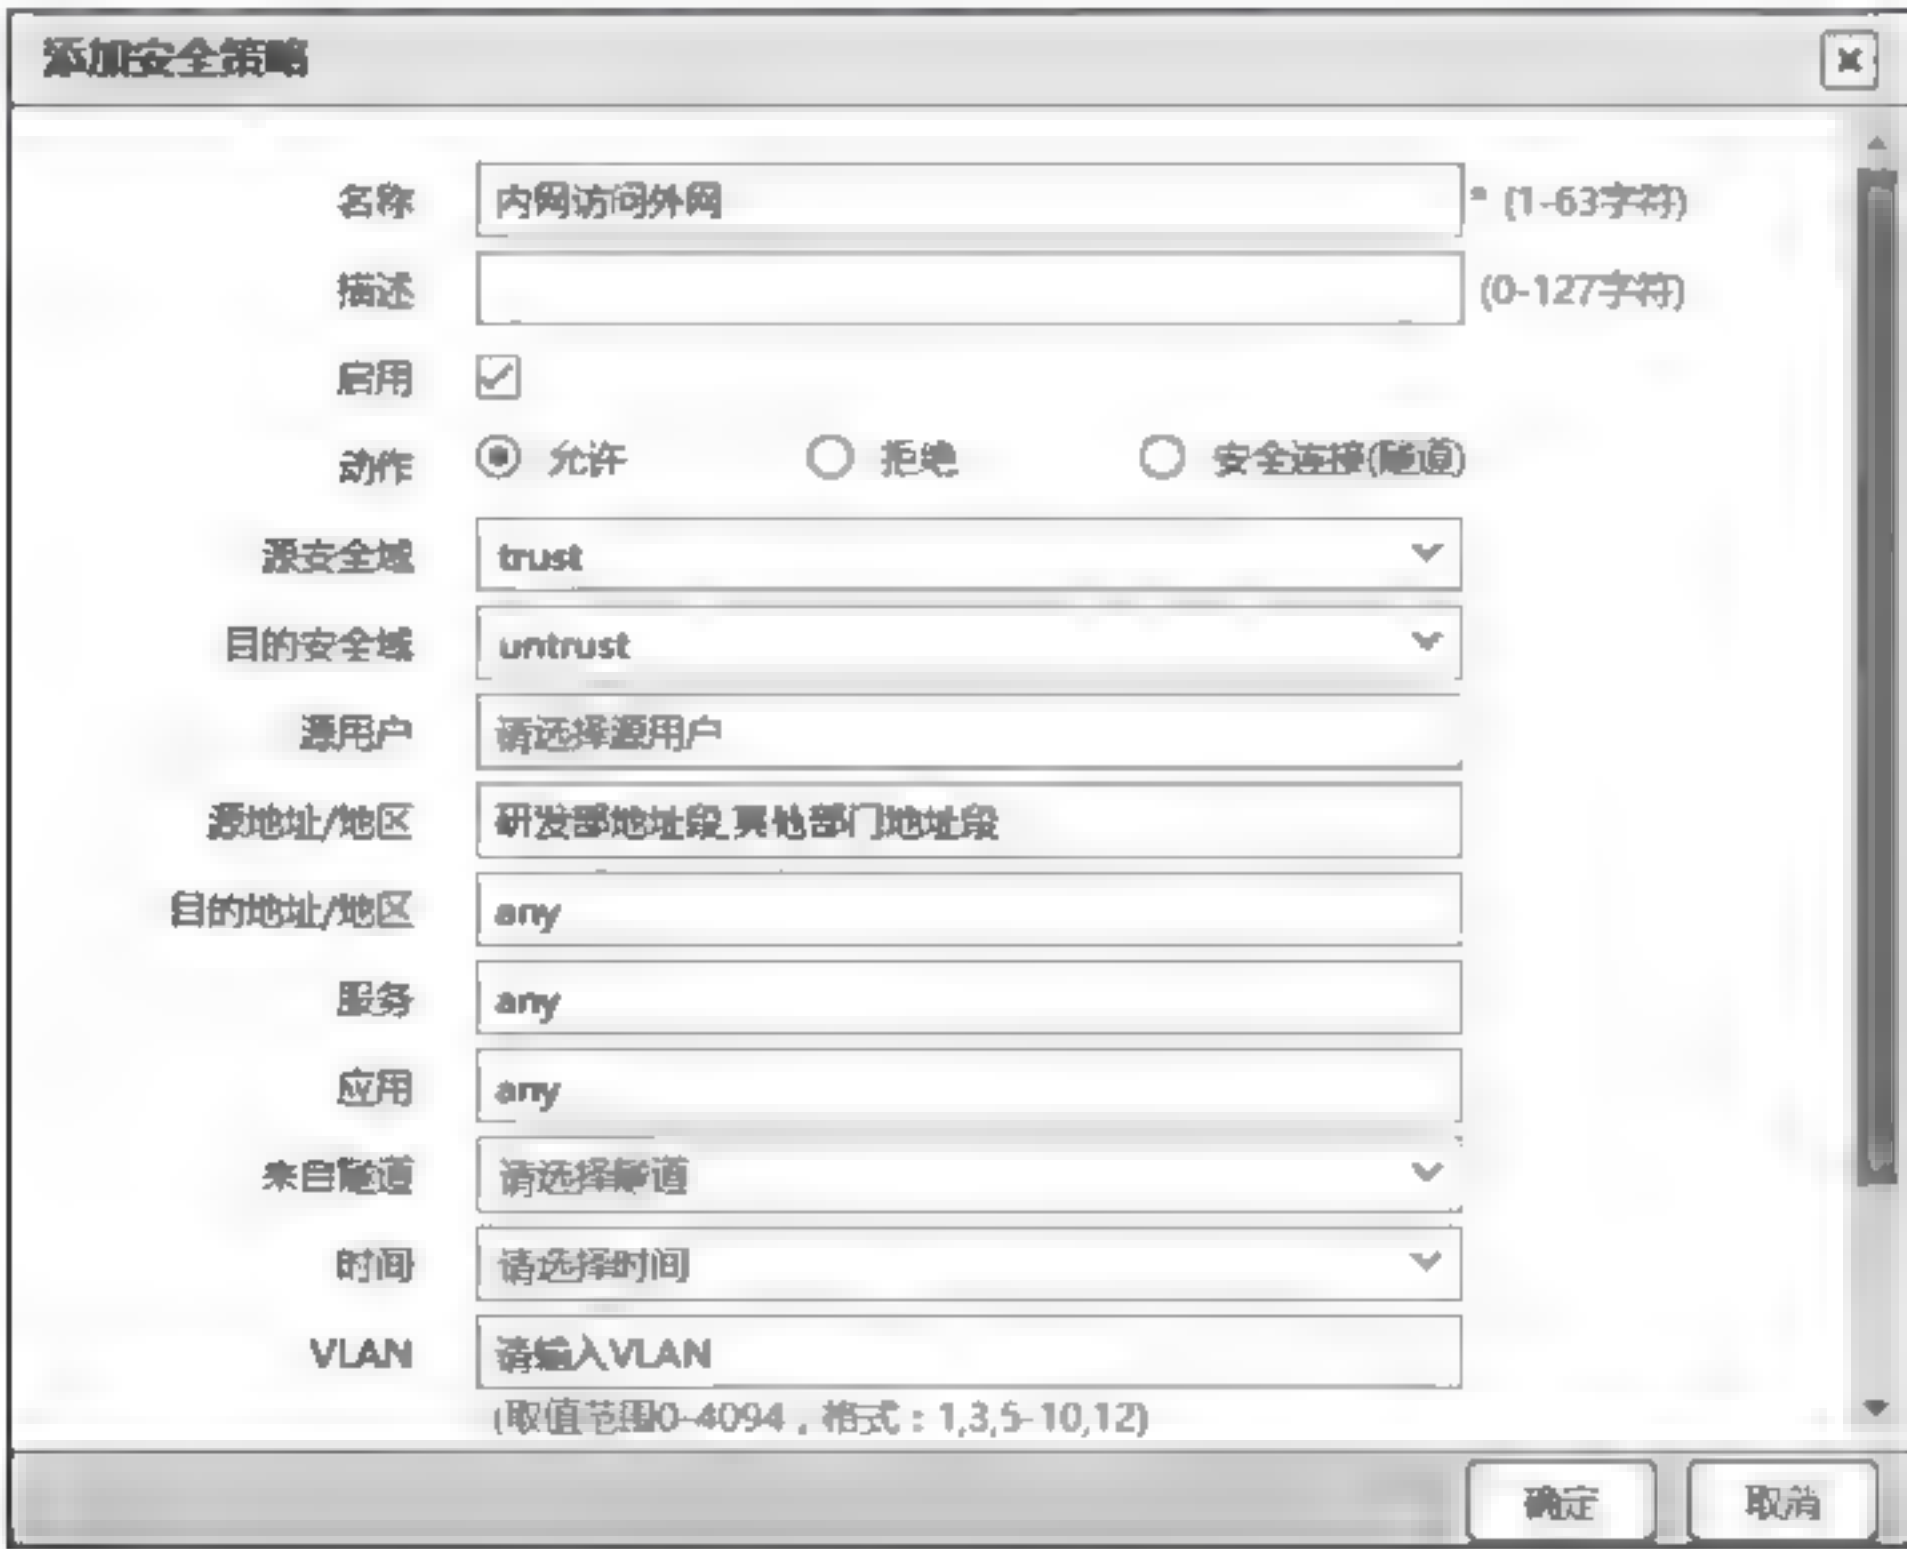 添加安全策略
名称 内网访问外网 * (1-63字符)
描述 (0-127字符)
启用
动作 允许 拒绝 安全连接(隧道)
源安全域 trust
目的安全域 untrust
源用户 请选择源用户
源地址/地区 研发部地址段,其他部门地址段
目的地址/地区 any
服务 any
应用 any
来自隧道 请选择隧道
时间 请选择时间
VLAN 请输入VLAN
(取值范围0-4094，格式：1,3,5-10,12)
确定 取消